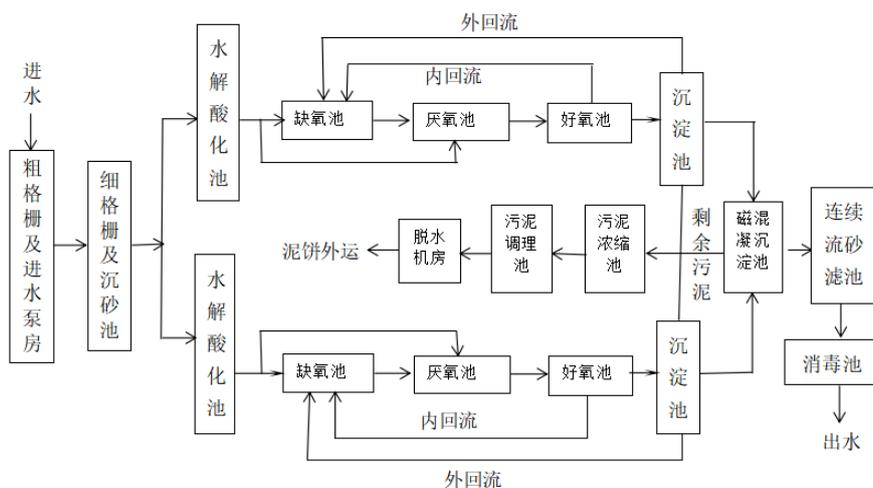 外回流
进水
水解酸化池
内回流
缺氧池
厌氧池
好氧池
沉淀池
粗格栅及进水泵房
细格栅及沉砂池
泥饼外运
脱水机房
污泥调理池
污泥浓缩池
剩余污泥
磁混凝沉淀池
连续流砂滤池
水解酸化池
缺氧池
厌氧池
好氧池
沉淀池
消毒池
内回流
出水
外回流